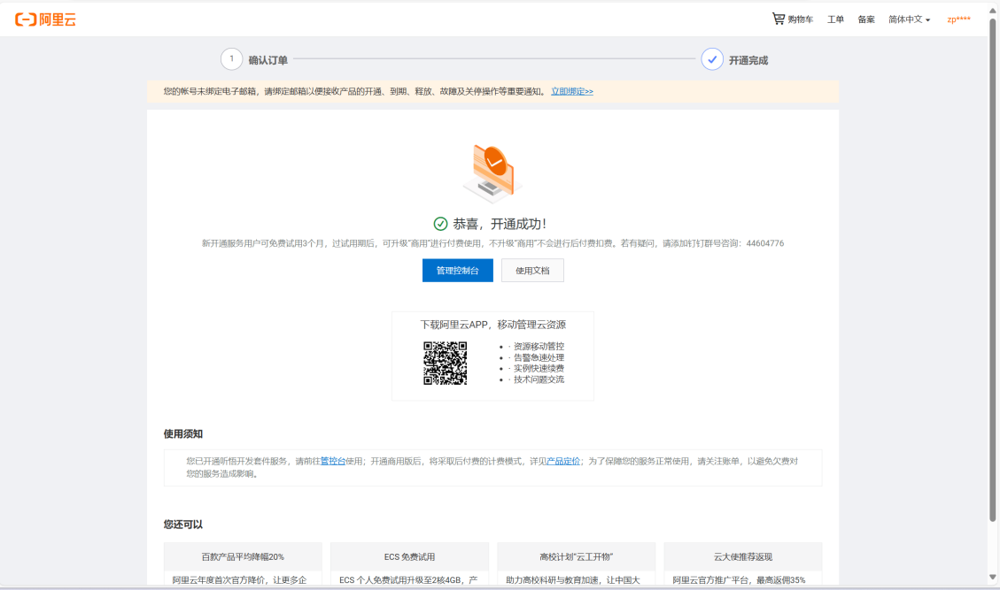 阿里云
购物车 工单 备案 简体中文 zp****
1 确认订单 开通完成
您的帐号未绑定电子邮箱，请绑定邮箱以便接收产品的开通、到期、释放、故障及关停操作等重要通知。 立即绑定>>
恭喜，开通成功！
新开通服务用户可免费试用3个月，过试用期后，可升级“商用”进行付费使用，不升级“商用”不会进行后付费扣费。若有疑问，请添加钉钉群号咨询：44604776
管理控制台 使用文档
下载阿里云APP，移动管理云资源
• · 资源移动管控
• · 告警急速处理
• · 实例快速续费
• · 技术问题交流
使用须知
您已开通听悟开发套件服务，请前往管控台使用；开通商用版后，将采取后付费的计费模式，详见产品定价；为了保障您的服务正常使用，请关注账单，以避免欠费对
您的服务造成影响。
您还可以
百款产品平均降幅20% ECS 免费试用 高校计划“云工开物” 云大使推荐返现
阿里云年度首次官方降价，让更多企 ECS 个人免费试用升级至2核4GB，产 助力高校科研与教育加速，让中国大 阿里云官方推广平台，最高返佣35%